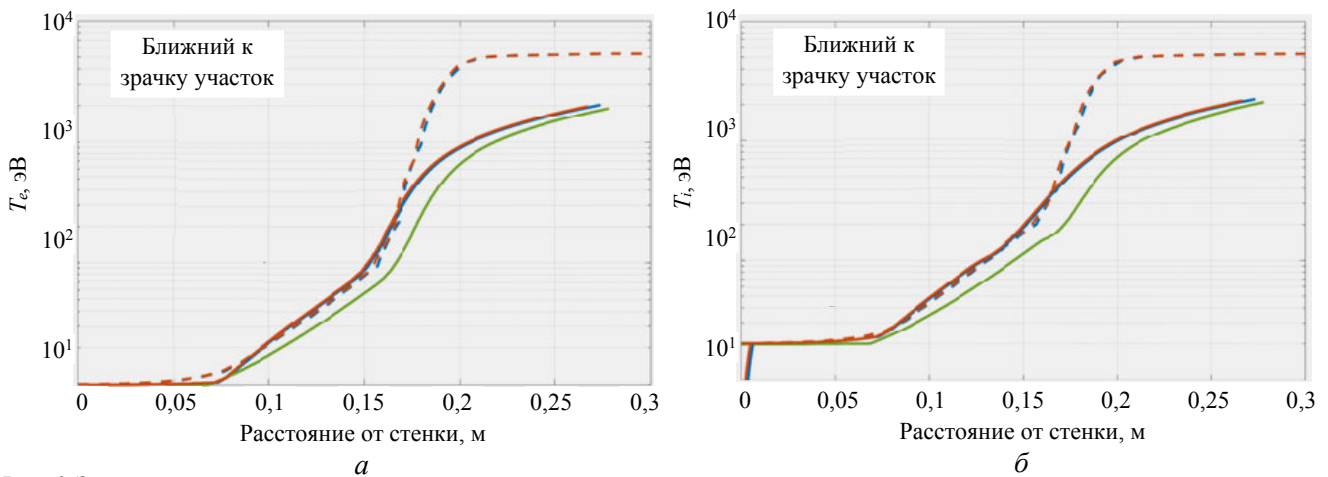 10⁴
Ближний к
зрачку участок
10³
Tₑ, эВ
10²
10¹
0 0,05 0,1 0,15 0,2 0,25 0,3
Расстояние от стенки, м
а
10⁴
Ближний к
зрачку участок
10³
Tᵢ, эВ
10²
10¹
0 0,05 0,1 0,15 0,2 0,25 0,3
Расстояние от стенки, м
б